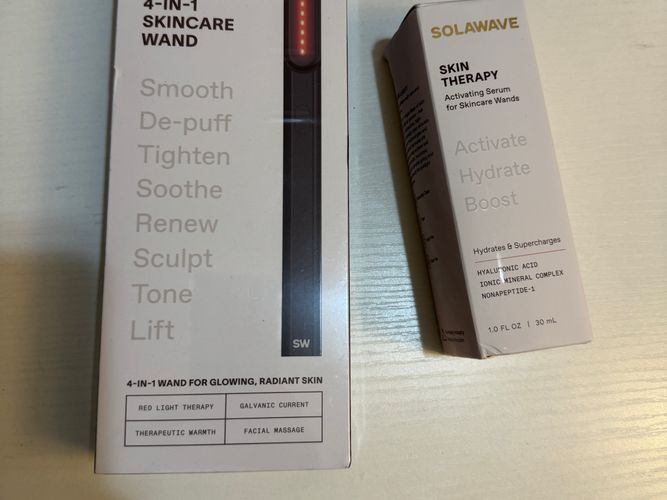 4-IN-1
SKINCARE
WAND
Smooth
De-puff
Tighten
Soothe
Renew
Sculpt
Tone
Lift
SW
4-IN-1 WAND FOR GLOWING, RADIANT SKIN
RED LIGHT THERAPY
GALVANIC CURRENT
THERAPEUTIC WARMTH
FACIAL MASSAGE
SOLAWAVE
SKIN
THERAPY
Activating Serum
for Skincare Wands
Activate
Hydrate
Boost
Hydrates & Supercharges
HYALURONIC ACID
IONIC MINERAL COMPLEX
NONAPEPTIDE-1
1.0 FL OZ | 30 mL